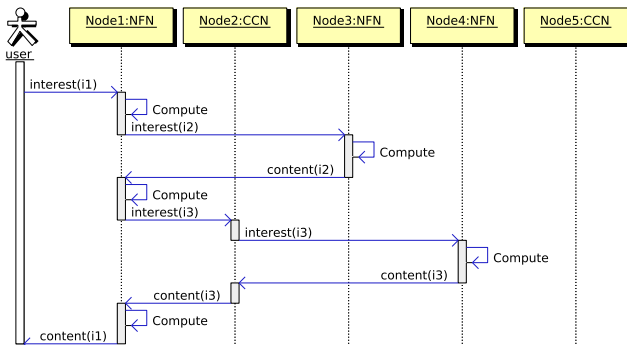 Node1:NFN Node2:CCN Node3:NFN Node4:NFN Node5:CCN
user
interest(i1)
Compute
interest(i2)
Compute
content(i2)
Compute
interest(i3)
interest(i3)
Compute
content(i3)
content(i3)
Compute
content(i1)